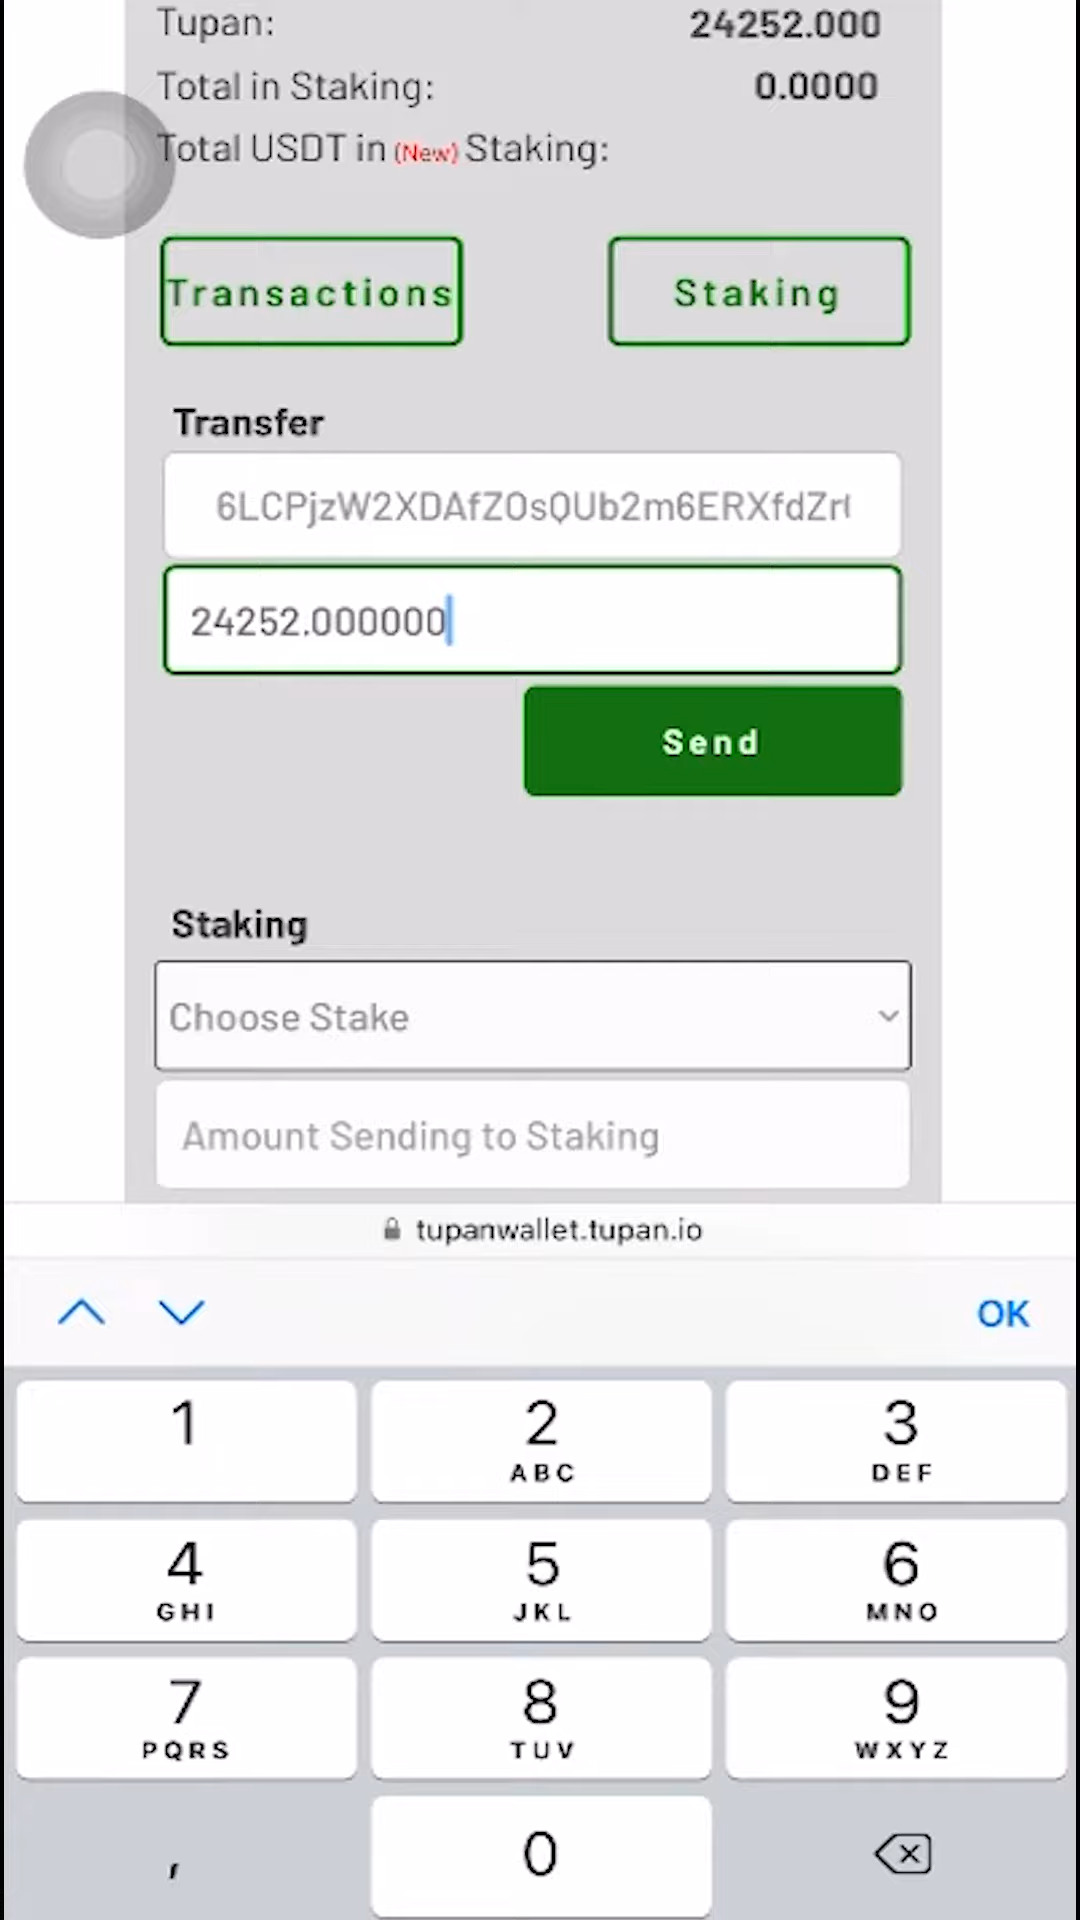 Tupan: 24252.000
Total in Staking: 0.0000
Total USDT in (New) Staking:
Transactions Staking
Transfer
24252.000000
Send
Staking
Choose Stake
Amount Sending to Staking
tupanwallet.tupan.io
OK
1 2 3
ABC DEF
4 5 6
GHI JKL MNO
7 8 9
PQRS TUV WXYZ
, 0